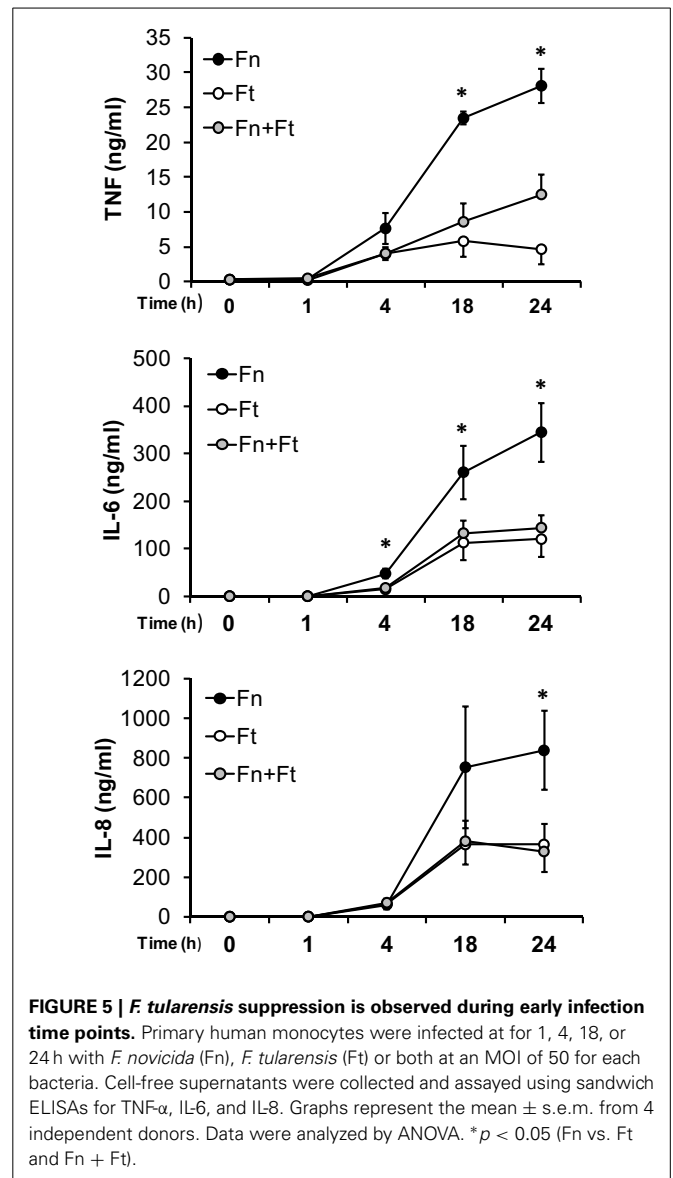 35
30
25
20
15
10
5
0
TNF (ng/ml)
Fn
Ft
Fn+Ft
*
*
Time (h)
0 1 4 18 24
500
400
300
200
100
0
IL-6 (ng/ml)
Fn
Ft
Fn+Ft
*
*
*
Time (h)
0 1 4 18 24
1200
1000
800
600
400
200
0
IL-8 (ng/ml)
Fn
Ft
Fn+Ft
*
Time (h)
0 1 4 18 24
FIGURE 5 | F. tularensis suppression is observed during early infection
time points. Primary human monocytes were infected at for 1, 4, 18, or
24 h with F. novicida (Fn), F. tularensis (Ft) or both at an MOI of 50 for each
bacteria. Cell-free supernatants were collected and assayed using sandwich
ELISAs for TNF-α, IL-6, and IL-8. Graphs represent the mean ± s.e.m. from 4
independent donors. Data were analyzed by ANOVA. *p < 0.05 (Fn vs. Ft
and Fn + Ft).